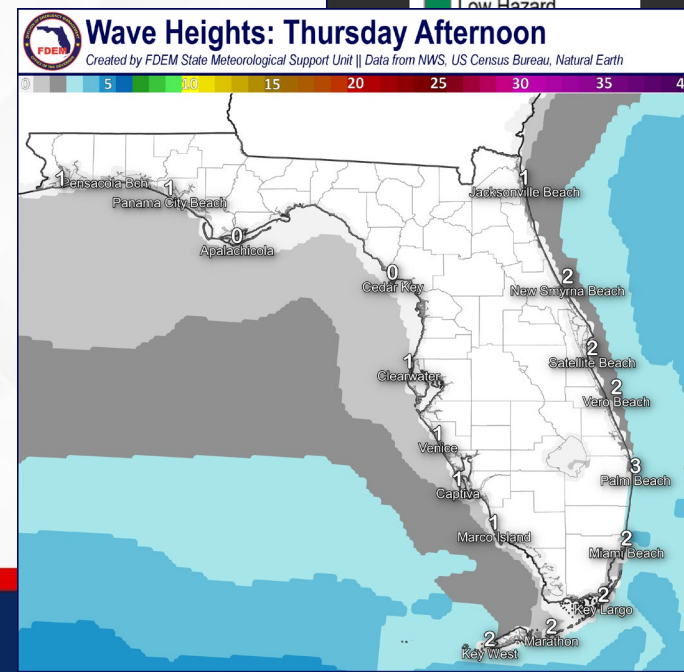 Low Hazard
FDEM
Wave Heights: Thursday Afternoon
Created by FDEM State Meteorological Support Unit || Data from NWS, US Census Bureau, Natural Earth
0 5 10 15 20 25 30 35 4
1
Pensacola Bch
1
Panama City Beach
0
Apalachicola
0
Cedar Key
1
Jacksonville Beach
2
New Smyrna Beach
2
Satellite Beach
2
Vero Beach
1
Clearwater
1
Venice
1
Captiva
3
Palm Beach
1
Marco Island
2
Miami Beach
2
Key Largo
2
Marathon
2
Key West